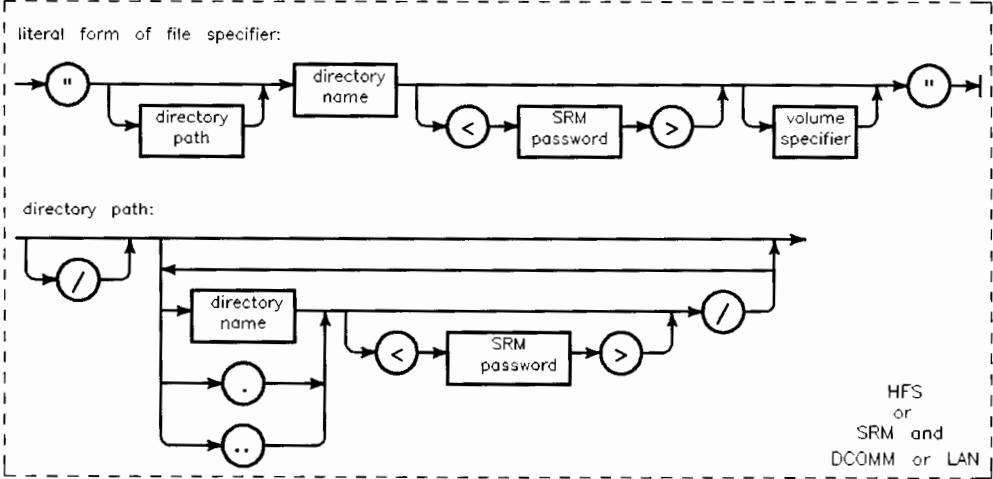 literal form of file specifier:
"
directory
path
directory
name
<
SRM
password
>
volume
specifier
"
directory path:
/
directory
name
<
SRM
password
>
/
.
..
HFS
or
SRM and
DCOMM or LAN